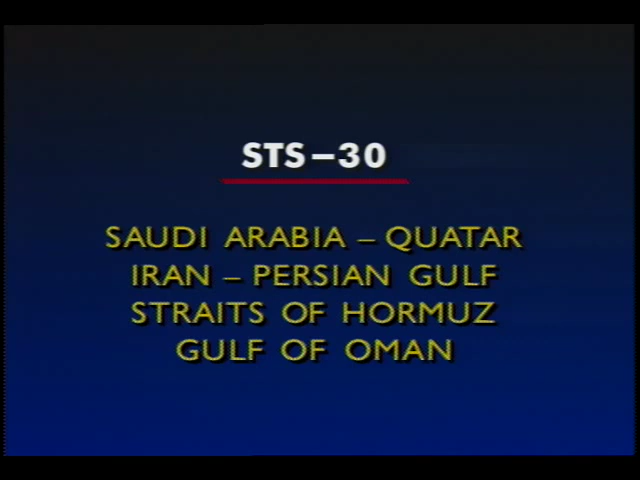 STS–30
SAUDI ARABIA – QUATAR
IRAN – PERSIAN GULF
STRAITS OF HORMUZ
GULF OF OMAN